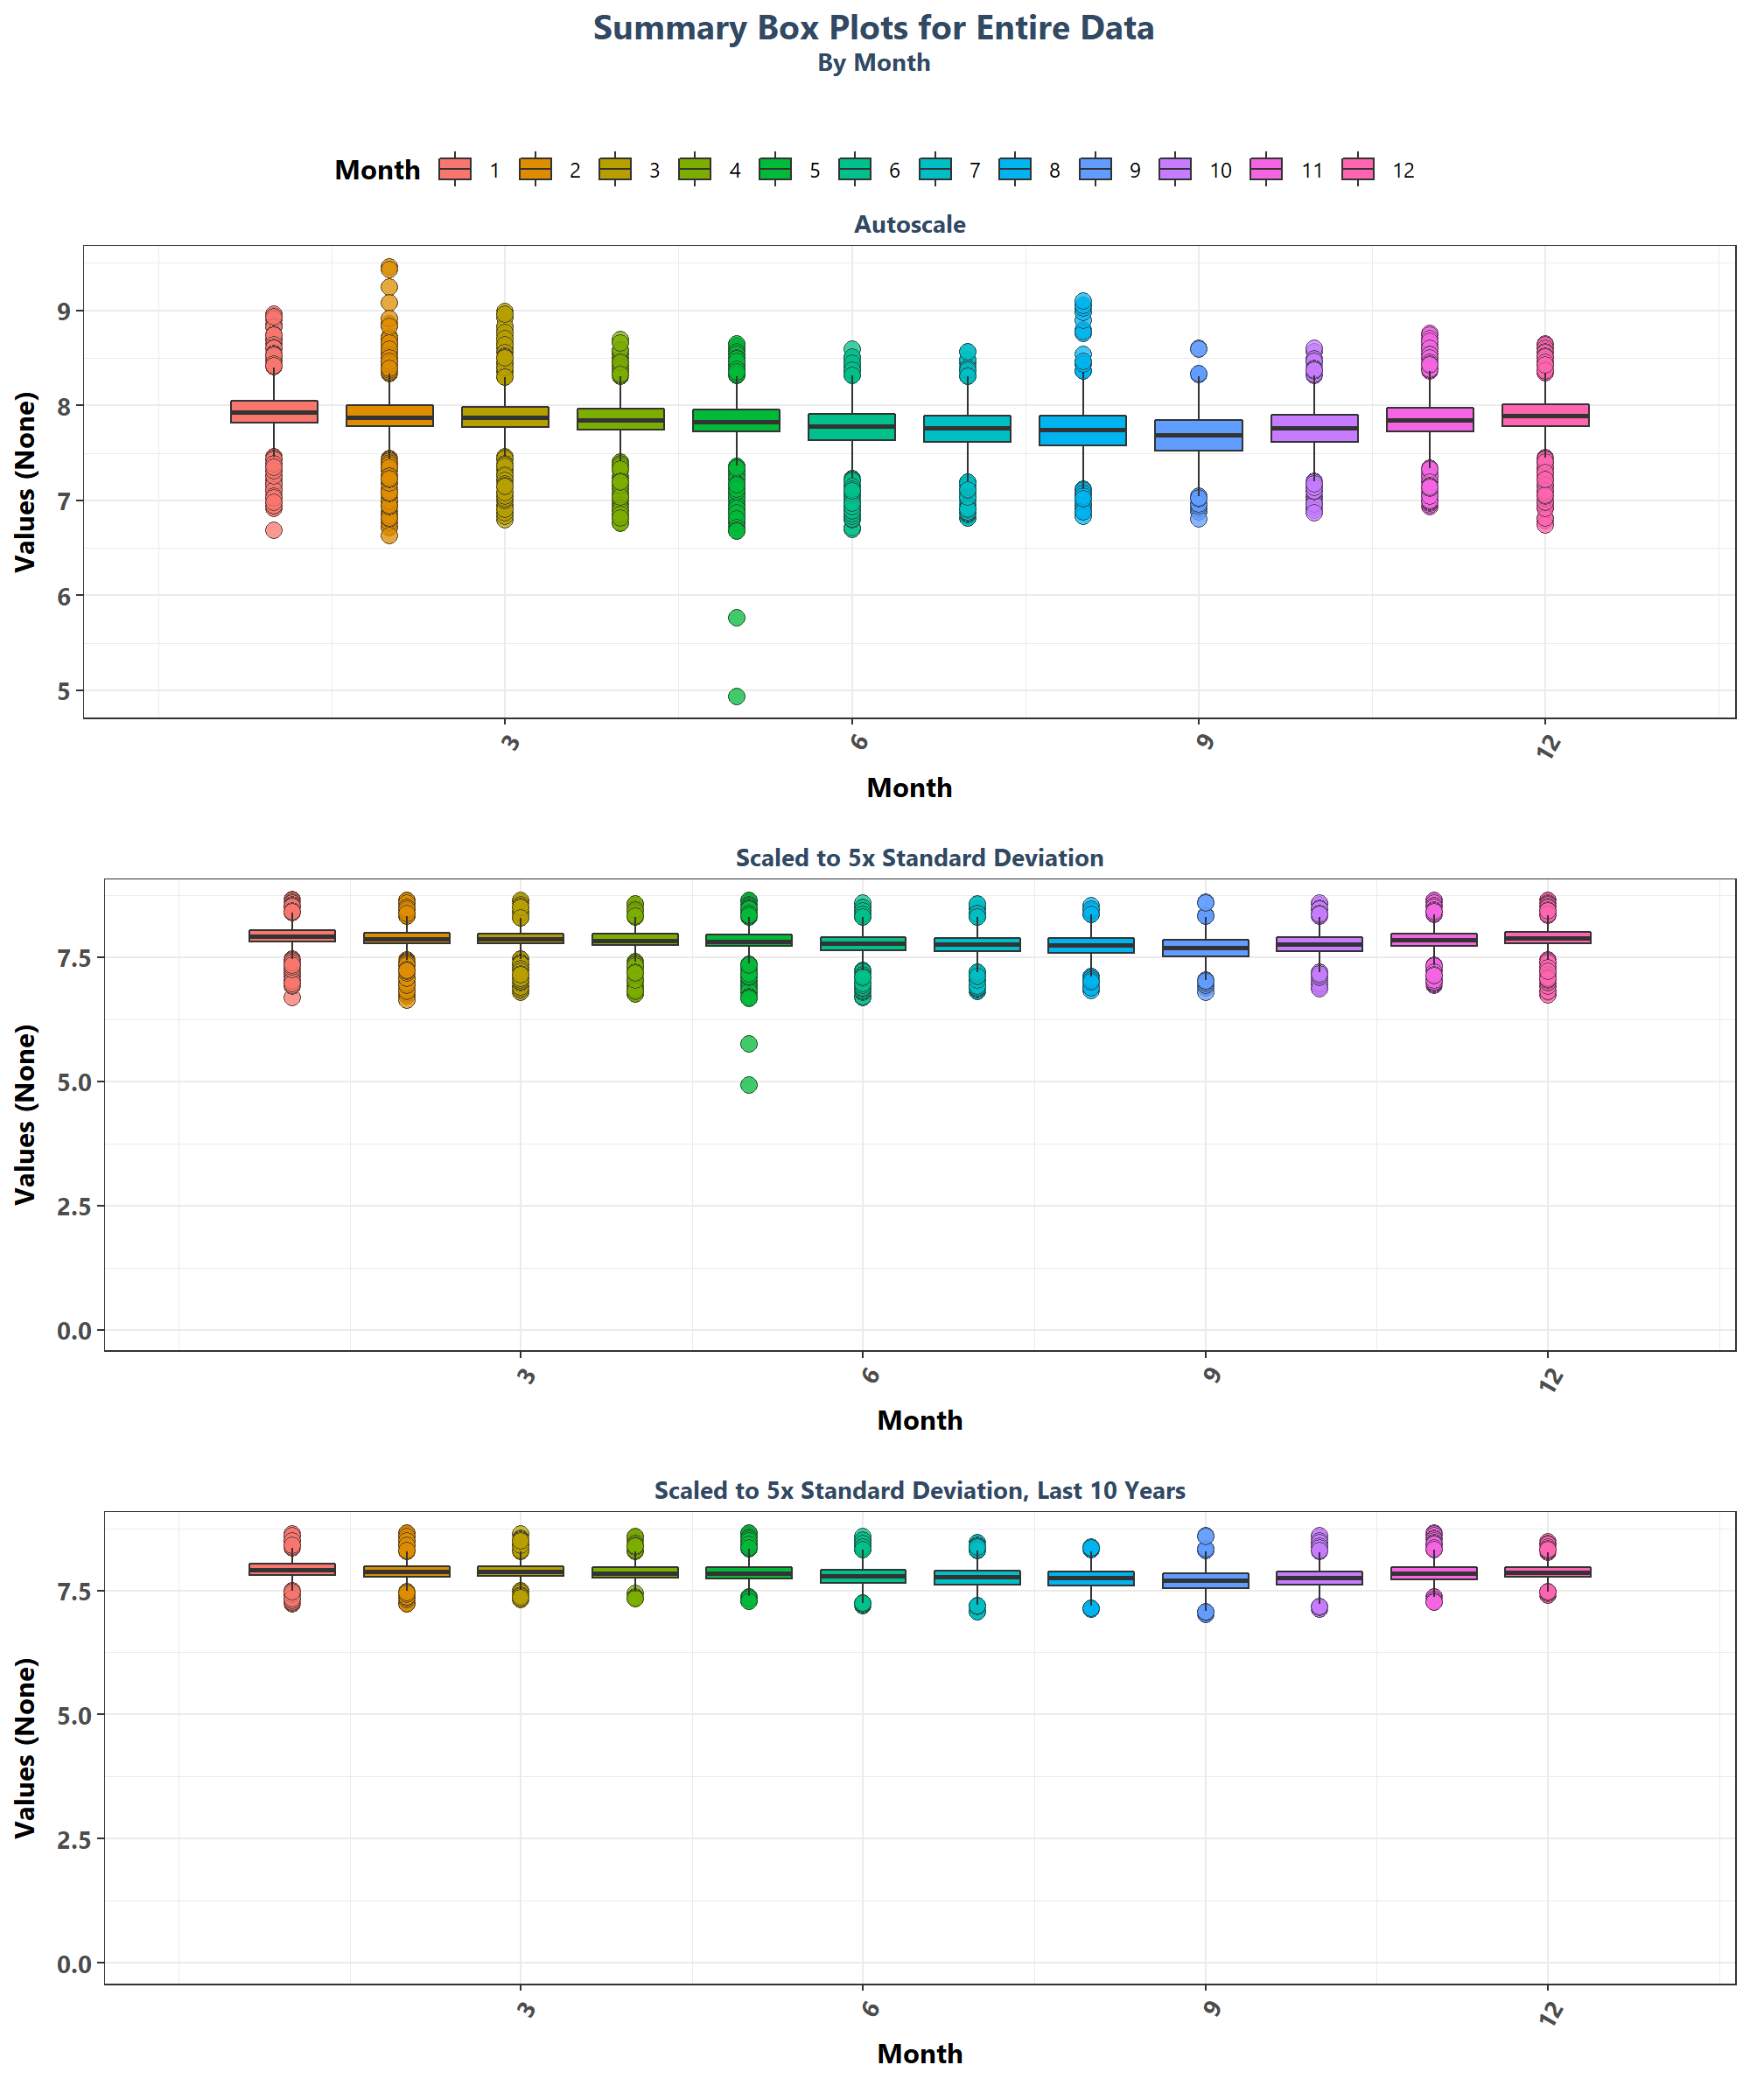 Summary Box Plots for Entire Data
By Month
Month 1 2 3 4 5 6 7 8 9 10 11 12
Autoscale
Values (None)
9
8
7
6
5
3 6 9 12
Month
Scaled to 5x Standard Deviation
Values (None)
7.5
5.0
2.5
0.0
3 6 9 12
Month
Scaled to 5x Standard Deviation, Last 10 Years
Values (None)
7.5
5.0
2.5
0.0
3 6 9 12
Month